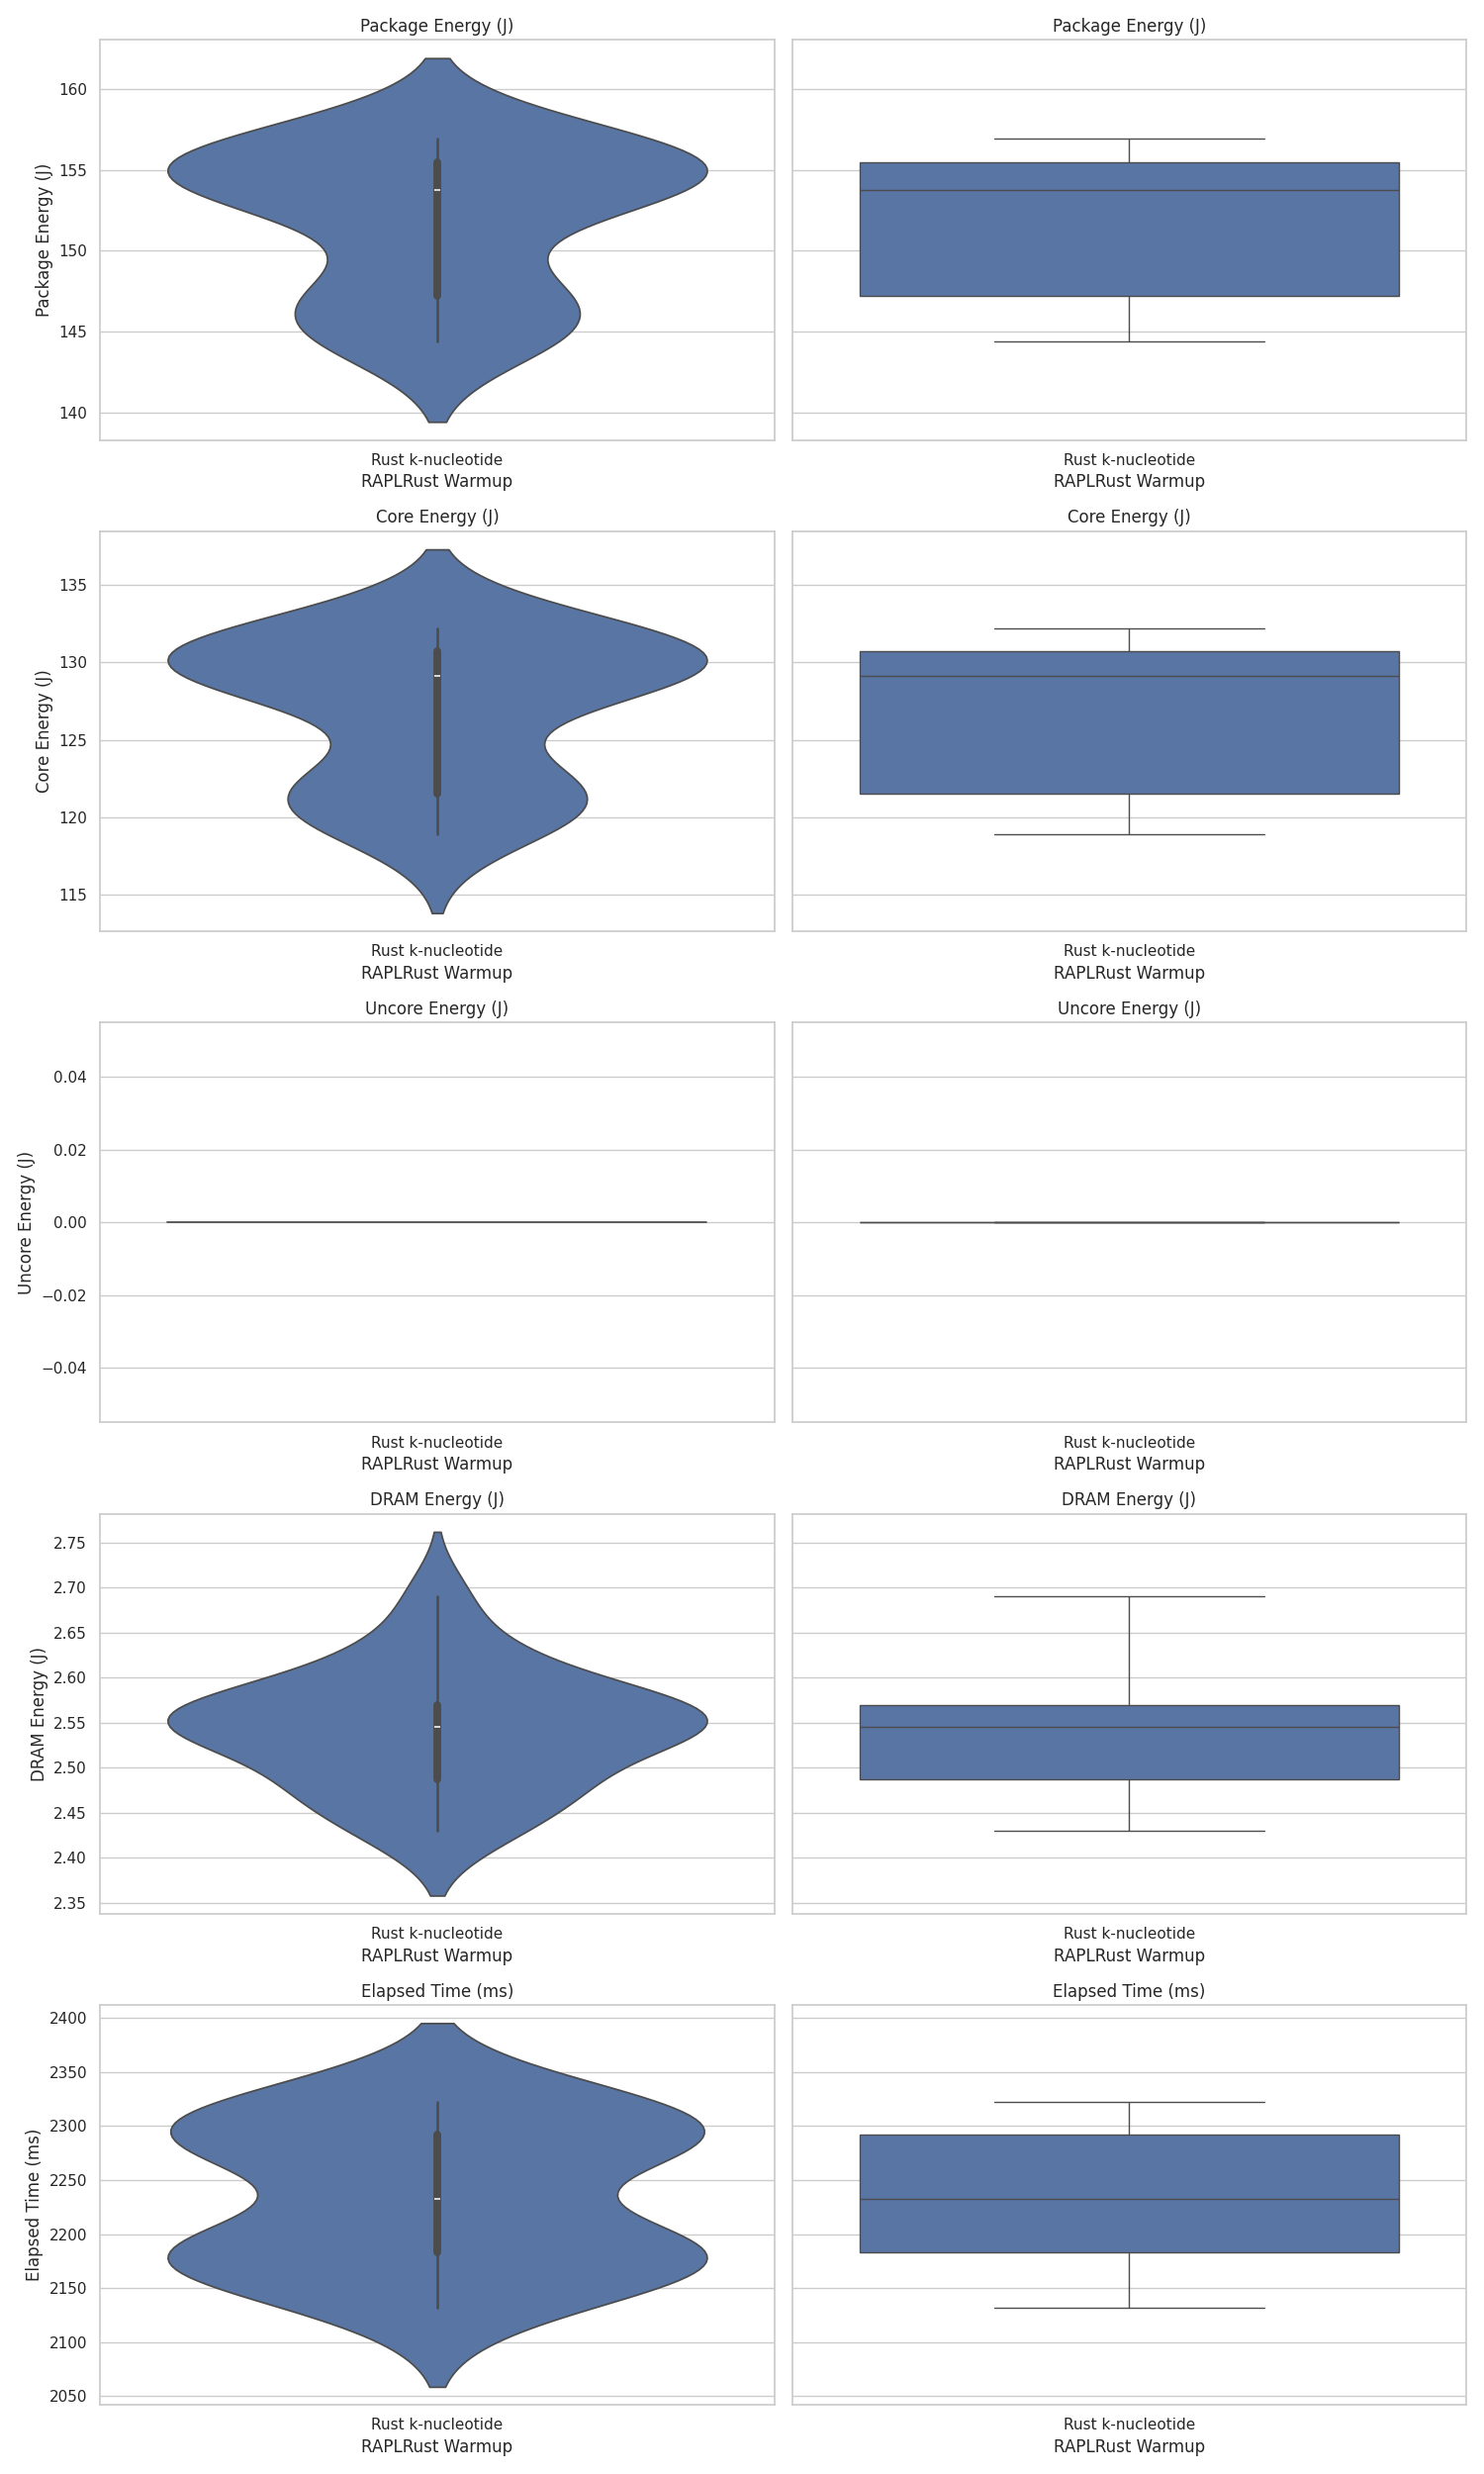 Package Energy (J)
Package Energy (J)
Package Energy (J)
160
155
150
145
140
Rust k-nucleotide
RAPLRust Warmup
Rust k-nucleotide
RAPLRust Warmup
Core Energy (J)
Core Energy (J)
Core Energy (J)
135
130
125
120
115
Rust k-nucleotide
RAPLRust Warmup
Rust k-nucleotide
RAPLRust Warmup
Uncore Energy (J)
Uncore Energy (J)
Uncore Energy (J)
0.04
0.02
0.00
−0.02
−0.04
Rust k-nucleotide
RAPLRust Warmup
Rust k-nucleotide
RAPLRust Warmup
DRAM Energy (J)
DRAM Energy (J)
DRAM Energy (J)
2.75
2.70
2.65
2.60
2.55
2.50
2.45
2.40
2.35
Rust k-nucleotide
RAPLRust Warmup
Rust k-nucleotide
RAPLRust Warmup
Elapsed Time (ms)
Elapsed Time (ms)
Elapsed Time (ms)
2400
2350
2300
2250
2200
2150
2100
2050
Rust k-nucleotide
RAPLRust Warmup
Rust k-nucleotide
RAPLRust Warmup